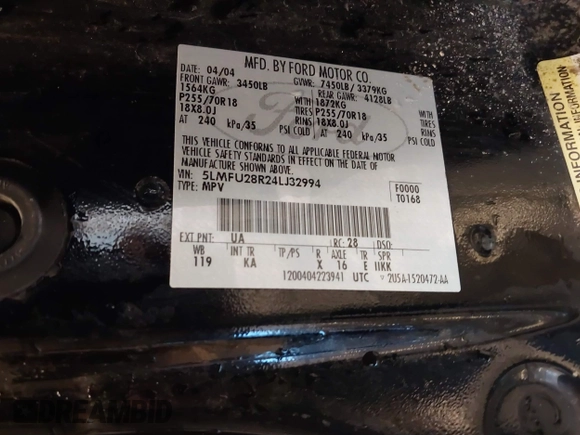 MFD. BY FORD MOTOR CO.
DATE: 04/04 GVWR: 7450LB/ 3379KG
FRONT GAWR: 3450LB REAR GAWR: 4128LB
1564KG 1872KG
P255/70R18 WITH TIRES P255/70R18 WITH TIRES
18X8.0J RIMS 18X8.0J RIMS
AT 240 kPa/35 PSI COLD AT 240 kPa/35 PSI COLD
THIS VEHICLE CONFORMS TO ALL APPLICABLE FEDERAL MOTOR
VEHICLE SAFETY STANDARDS IN EFFECT ON THE DATE OF
MANUFACTURE SHOWN ABOVE.
VIN: 5LMFU28R24LJ32994
TYPE: MPV
F0000
T0168
EXT. PNT: UA RC: 28 DSO:
WB INT TR TP/PS R AXLE TR SPR
119 KA X 16 E IIKK
1200404223941 UTC 2U5A-1520472-AA
Ford
INFORMATION
INFORMATION
DREAMBID